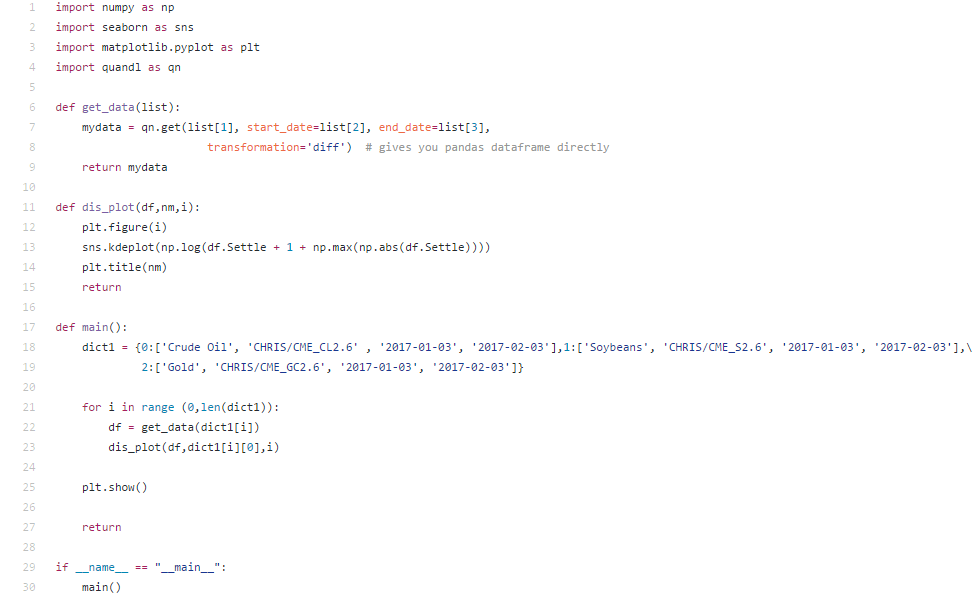 1 import numpy as np
2 import seaborn as sns
3 import matplotlib.pyplot as plt
4 import quandl as qn
5
6 def get_data(list):
7     mydata = qn.get(list[1], start_date=list[2], end_date=list[3],
8                        transformation='diff')  # gives you pandas dataframe directly
9     return mydata
10
11 def dis_plot(df,nm,i):
12     plt.figure(i)
13     sns.kdeplot(np.log(df.Settle + 1 + np.max(np.abs(df.Settle))))
14     plt.title(nm)
15     return
16
17 def main():
18     dict1 = {0:['Crude Oil', 'CHRIS/CME_CL2.6' , '2017-01-03', '2017-02-03'],1:['Soybeans', 'CHRIS/CME_S2.6', '2017-01-03', '2017-02-03'],\
19              2:['Gold', 'CHRIS/CME_GC2.6', '2017-01-03', '2017-02-03']}
20
21     for i in range (0,len(dict1)):
22         df = get_data(dict1[i])
23         dis_plot(df,dict1[i][0],i)
24
25     plt.show()
26
27     return
28
29 if __name__ == "__main__":
30     main()